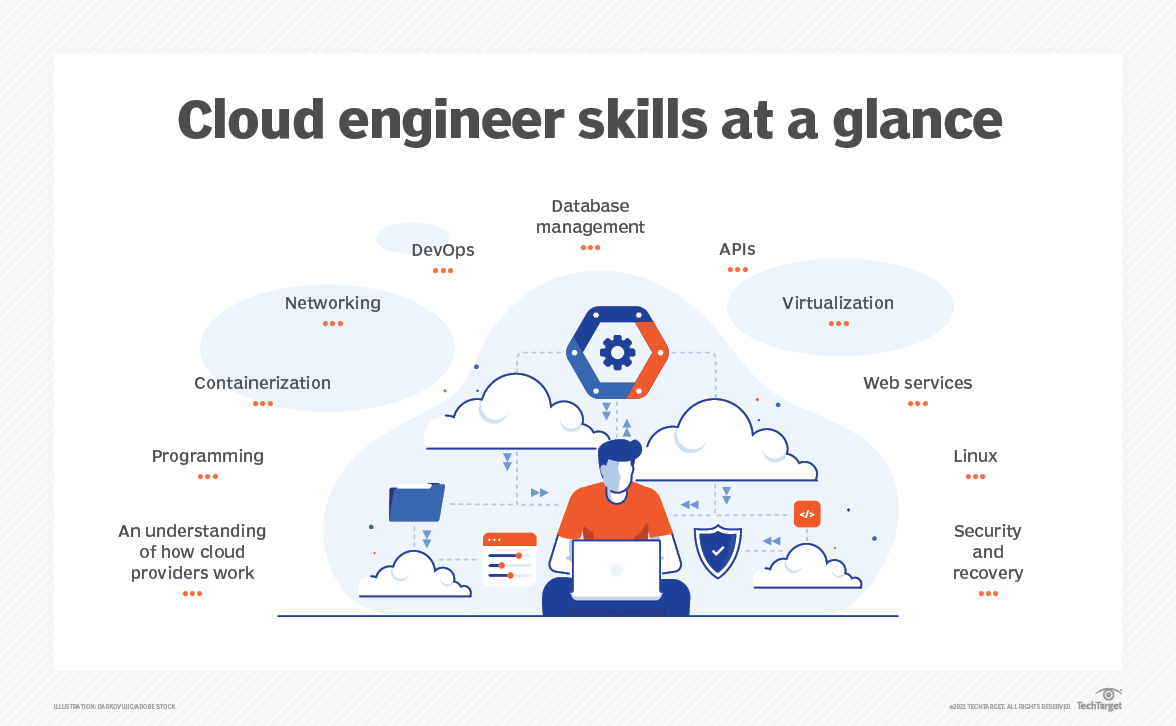 Cloud engineer skills at a glance
Database
management
DevOps
APIs
Networking
Virtualization
Containerization
Web services
Programming
Linux
An understanding
of how cloud
providers work
Security
and
recovery
</>
ILLUSTRATION: DARKOVUJIC/ADOBE STOCK
©2021 TECHTARGET. ALL RIGHTS RESERVED
TechTarget